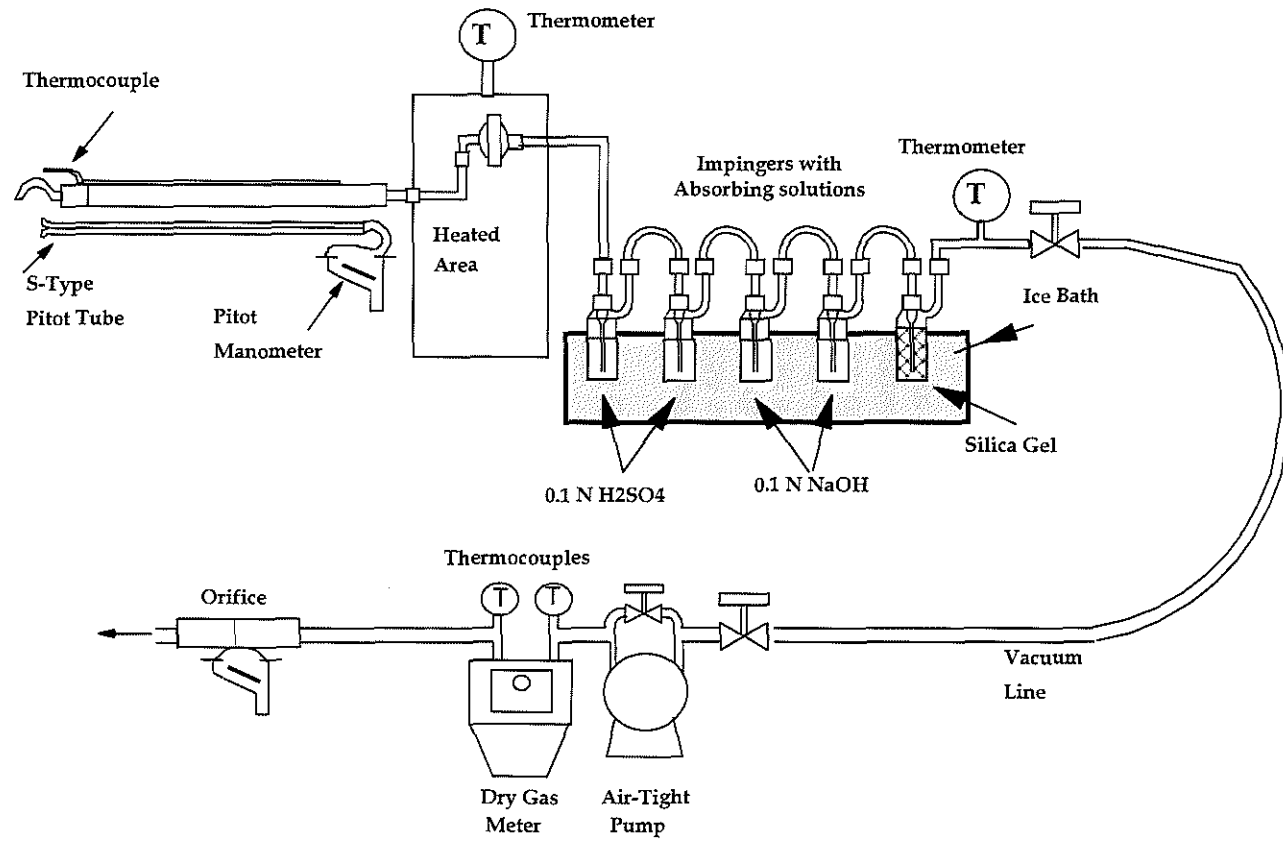 Thermometer
T
Thermocouple
Thermometer
Impingers with
Absorbing solutions
T
Heated
Area
S-Type
Pitot Tube
Pitot
Manometer
Ice Bath
Silica Gel
0.1 N H2SO4
0.1 N NaOH
Thermocouples
T
T
Orifice
Vacuum
Line
Dry Gas
Meter
Air-Tight
Pump